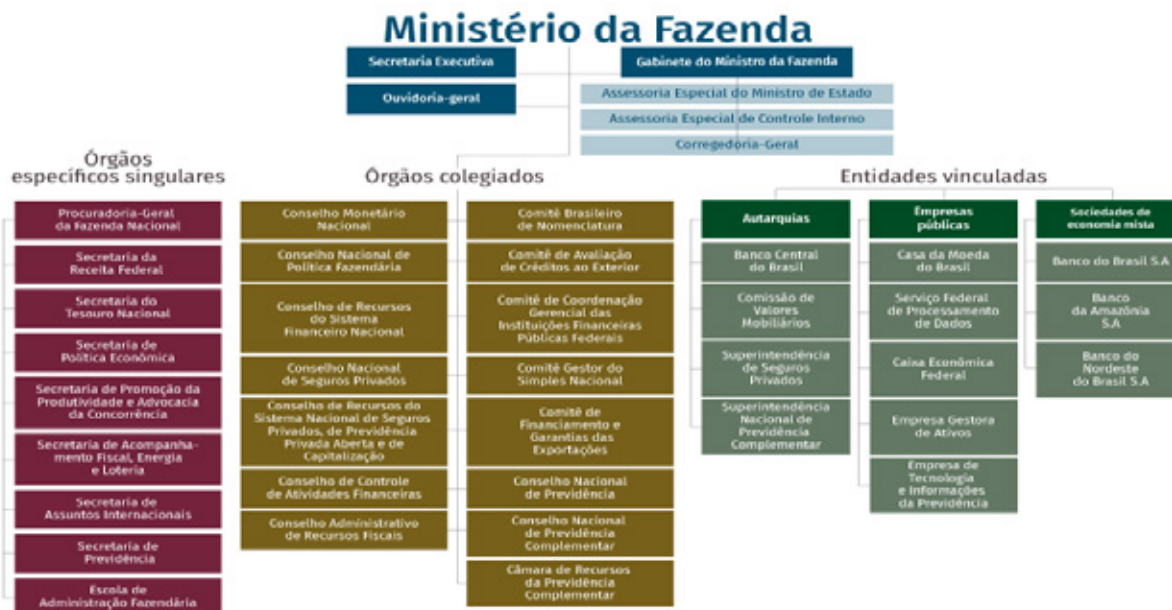 Ministério da Fazenda
Secretaria Executiva
Gabinete do Ministro da Fazenda
Ouvidoria-geral
Assessoria Especial do Ministro de Estado
Assessoria Especial de Controle Interno
Corregedoria-Geral
Órgãos
específicos singulares
Procuradoria-Geral
da Fazenda Nacional
Secretaria da
Receita Federal
Secretaria do
Tesouro Nacional
Secretaria de
Política Econômica
Secretaria de Promoção da
Produtividade e Advocacia
da Concorrência
Secretaria de Acompanha-
mento Fiscal, Energia
e Loteria
Secretaria de
Assuntos Internacionais
Secretaria de
Previdência
Escola de
Administração Fazendária
Órgãos colegiados
Conselho Monetário
Nacional
Conselho Nacional de
Política Fazendária
Conselho de Recursos
do Sistema
Financeiro Nacional
Conselho Nacional
de Seguros Privados
Conselho de Recursos do
Sistema Nacional de Seguros
Privados, de Previdência
Privada Aberta e de
Capitalização
Conselho de Controle
de Atividades Financeiras
Conselho Administrativo
de Recursos Fiscais
Comitê Brasileiro
de Nomenclatura
Comitê de Avaliação
de Créditos ao Exterior
Comitê de Coordenação
Gerencial das
Instituições Financeiras
Públicas Federais
Comitê Gestor do
Simples Nacional
Comitê de
Financiamento e
Garantias das
Exportações
Conselho Nacional
de Previdência
Conselho Nacional
de Previdência
Complementar
Câmara de Recursos
da Previdência
Complementar
Entidades vinculadas
Autarquias
Banco Central
do Brasil
Comissão de
Valores
Mobiliários
Superintendência
de Seguros
Privados
Superintendência
Nacional de
Previdência
Complementar
Empresas
públicas
Casa da Moeda
do Brasil
Serviço Federal
de Processamento
de Dados
Caixa Econômica
Federal
Empresa Gestora
de Ativos
Empresa de
Tecnologia
e Informações
da Previdência
Sociedades de
economia mista
Banco do Brasil S.A
Banco
da Amazônia
S.A
Banco do
Nordeste
do Brasil S.A